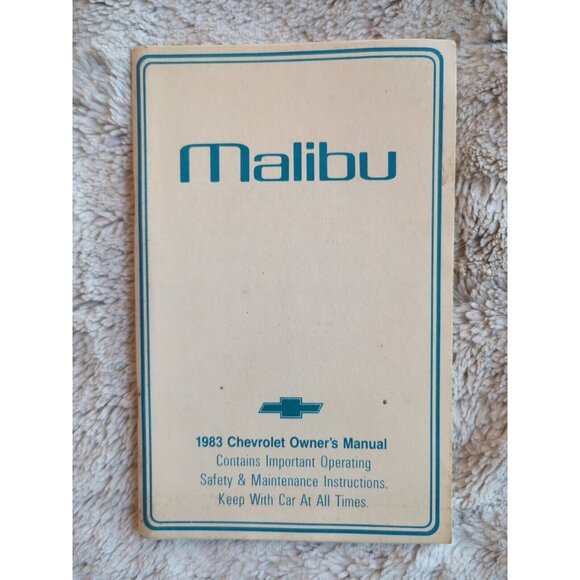 malibu
1983 Chevrolet Owner's Manual
Contains Important Operating
Safety & Maintenance Instructions.
Keep With Car At All Times.